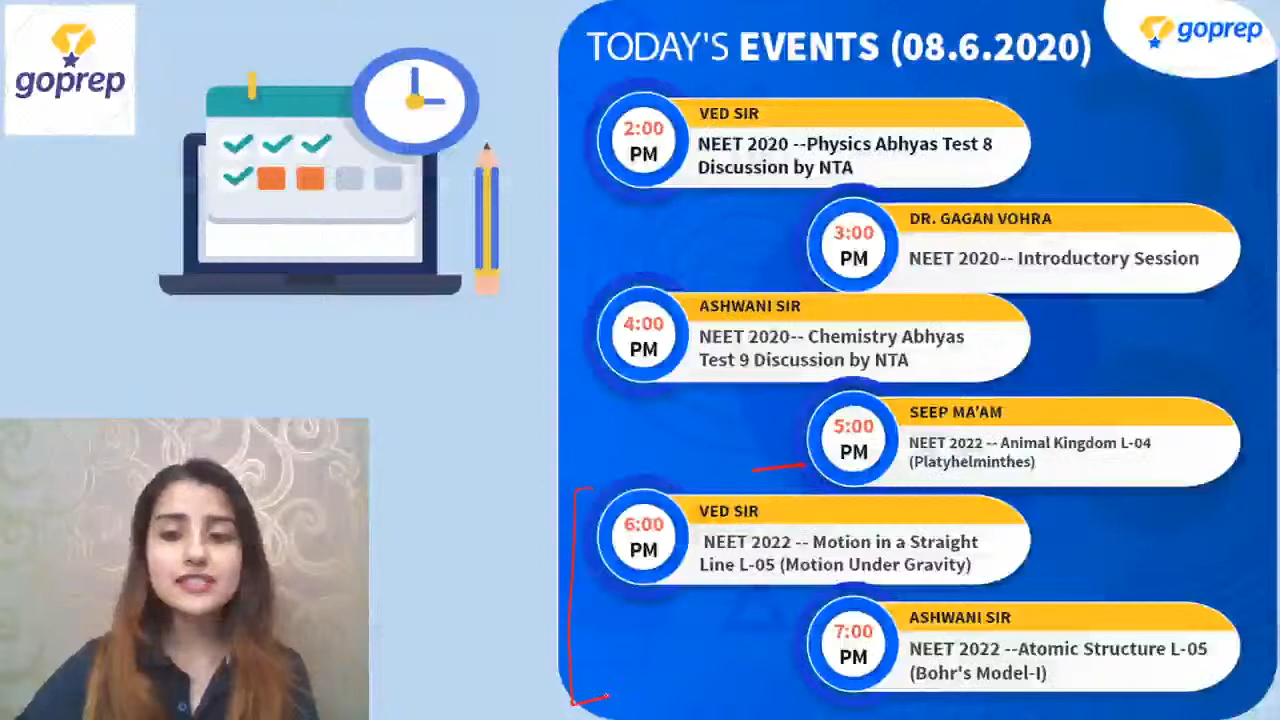 goprep
TODAY'S EVENTS (08.6.2020)
goprep
2:00
PM
VED SIR
NEET 2020 --Physics Abhyas Test 8
Discussion by NTA
3:00
PM
DR. GAGAN VOHRA
NEET 2020-- Introductory Session
4:00
PM
ASHWANI SIR
NEET 2020-- Chemistry Abhyas
Test 9 Discussion by NTA
5:00
PM
SEEP MA'AM
NEET 2022 -- Animal Kingdom L-04
(Platyhelminthes)
6:00
PM
VED SIR
NEET 2022 -- Motion in a Straight
Line L-05 (Motion Under Gravity)
7:00
PM
ASHWANI SIR
NEET 2022 --Atomic Structure L-05
(Bohr's Model-I)